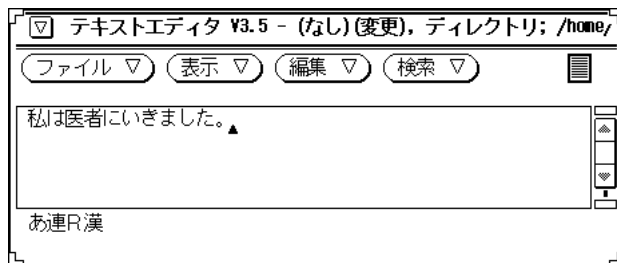 テキストエディタ V3.5 - (なし)(変更), ディレクトリ; /home/
ファイル ▽ 表示 ▽ 編集 ▽ 検索 ▽
私は医者にいきました。
あ連R漢